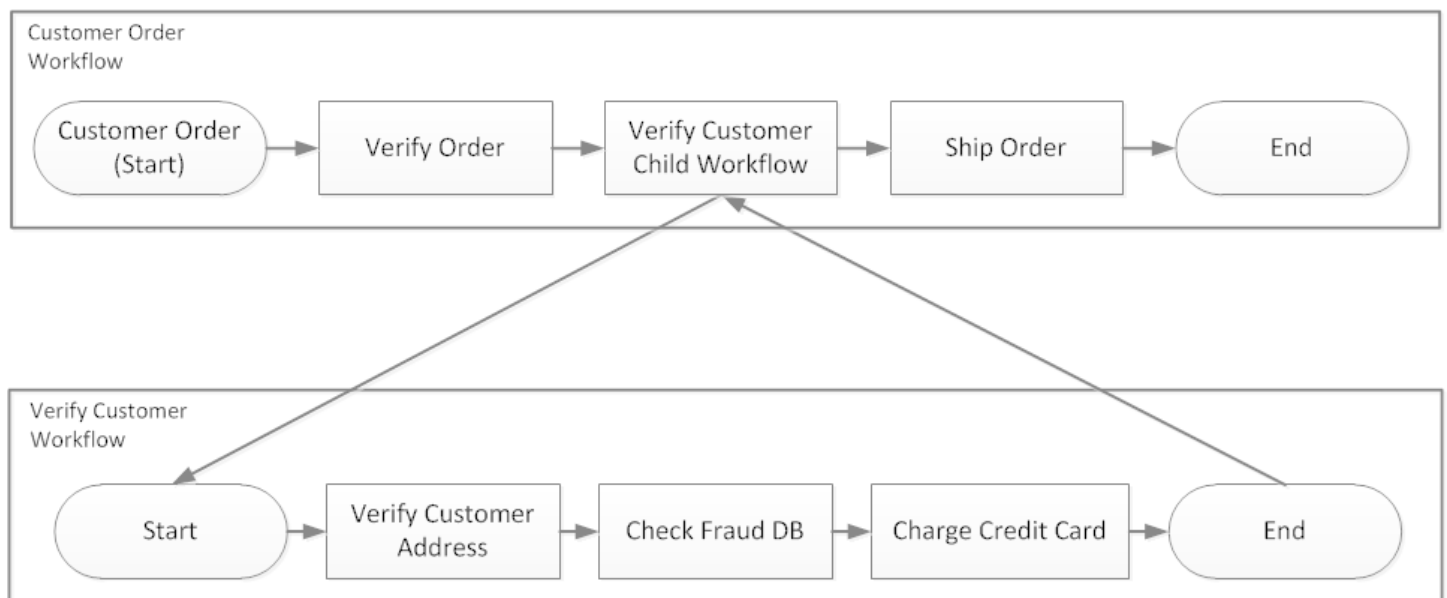 Customer Order
Workflow
Customer Order
(Start)
Verify Order
Verify Customer
Child Workflow
Ship Order
End
Verify Customer
Workflow
Start
Verify Customer
Address
Check Fraud DB
Charge Credit Card
End